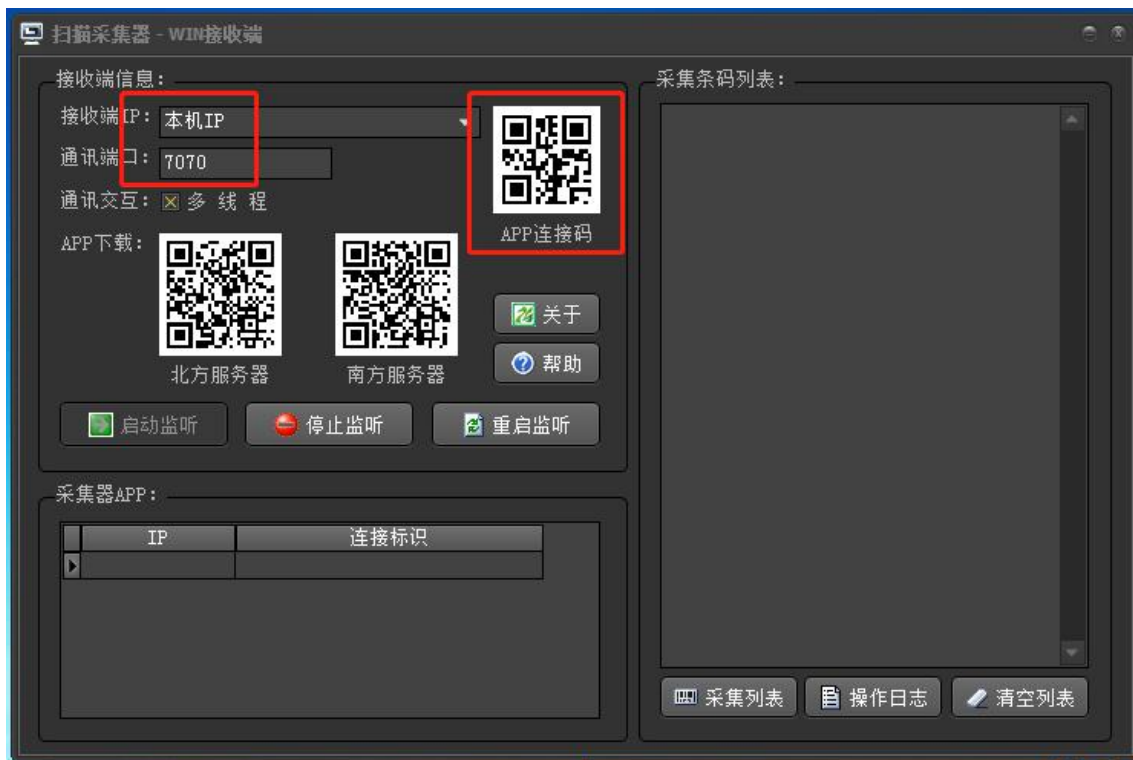 扫描采集器 - WIN接收端
接收端信息:
接收端IP: 本机IP
通讯端口: 7070
通讯交互: 多 线 程
APP连接码
APP下载:
北方服务器
南方服务器
关于
帮助
启动监听
停止监听
重启监听
采集器APP:
IP 连接标识
采集条码列表:
采集列表
操作日志
清空列表